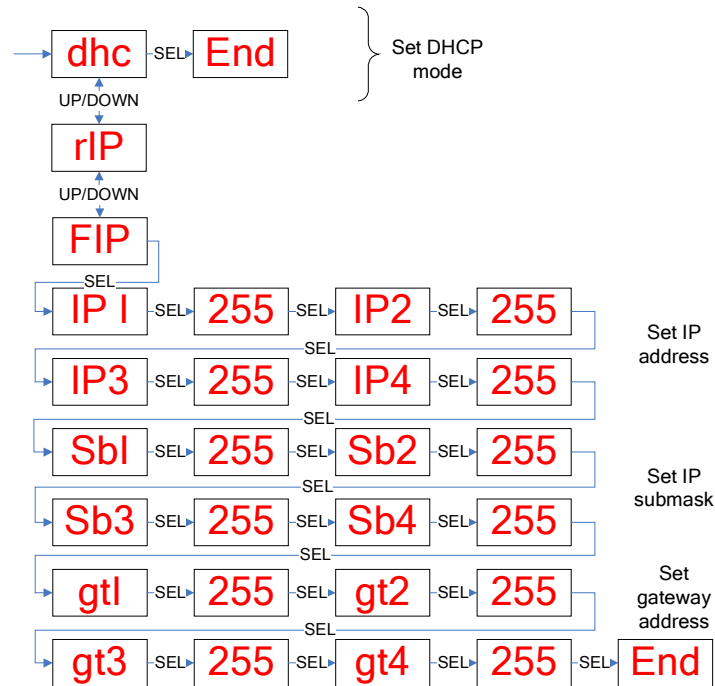 dhc SEL End Set DHCP
mode
UP/DOWN
rIP
UP/DOWN
FIP
SEL
IP I SEL 255 SEL IP2 SEL 255
Set IP
address
SEL
IP3 SEL 255 SEL IP4 SEL 255
SEL
SbI SEL 255 SEL Sb2 SEL 255
Set IP
submask
SEL
Sb3 SEL 255 SEL Sb4 SEL 255
SEL
gtI SEL 255 SEL gt2 SEL 255
Set
gateway
address
SEL
gt3 SEL 255 SEL gt4 SEL 255 SEL End